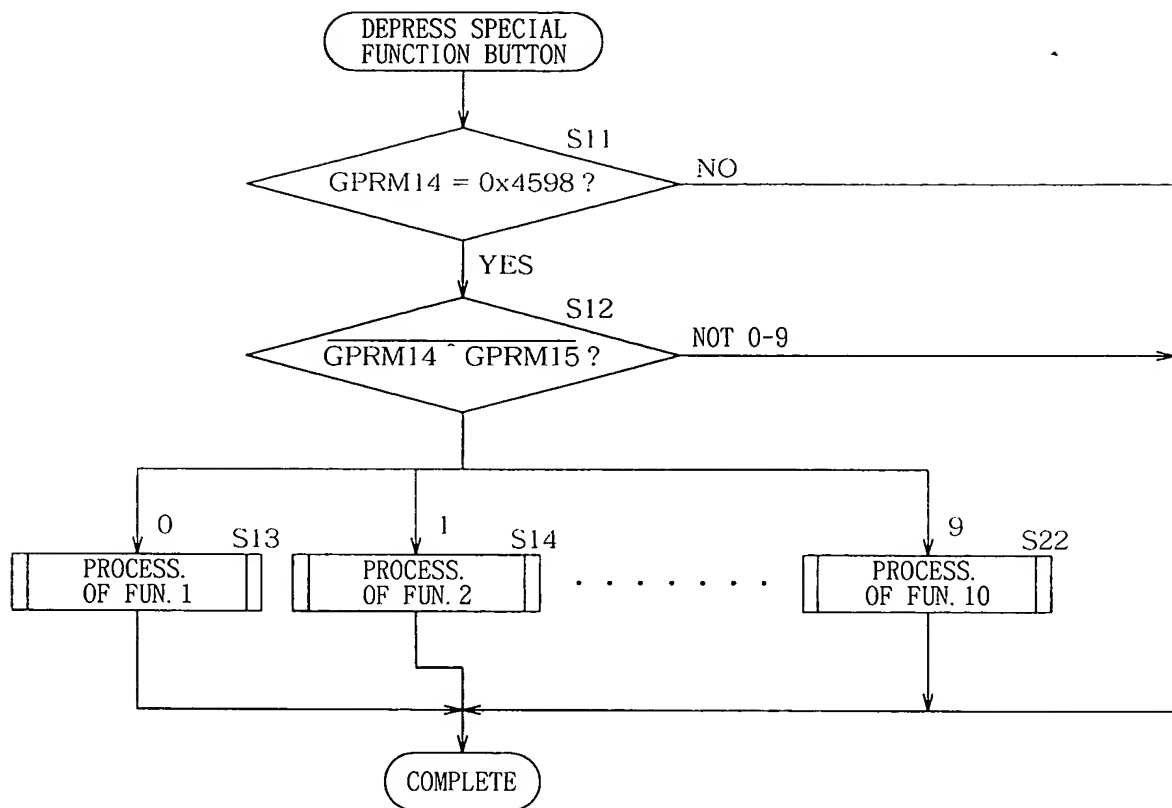 DEPRESS SPECIAL
FUNCTION BUTTON
S11
GPRM14 = 0x4598 ?
NO
YES
S12
GPRM14 ^ GPRM15 ?
NOT 0-9
0
S13
PROCESS.
OF FUN. 1
1
S14
PROCESS.
OF FUN. 2
. . . . . . . .
9
S22
PROCESS.
OF FUN. 10
COMPLETE